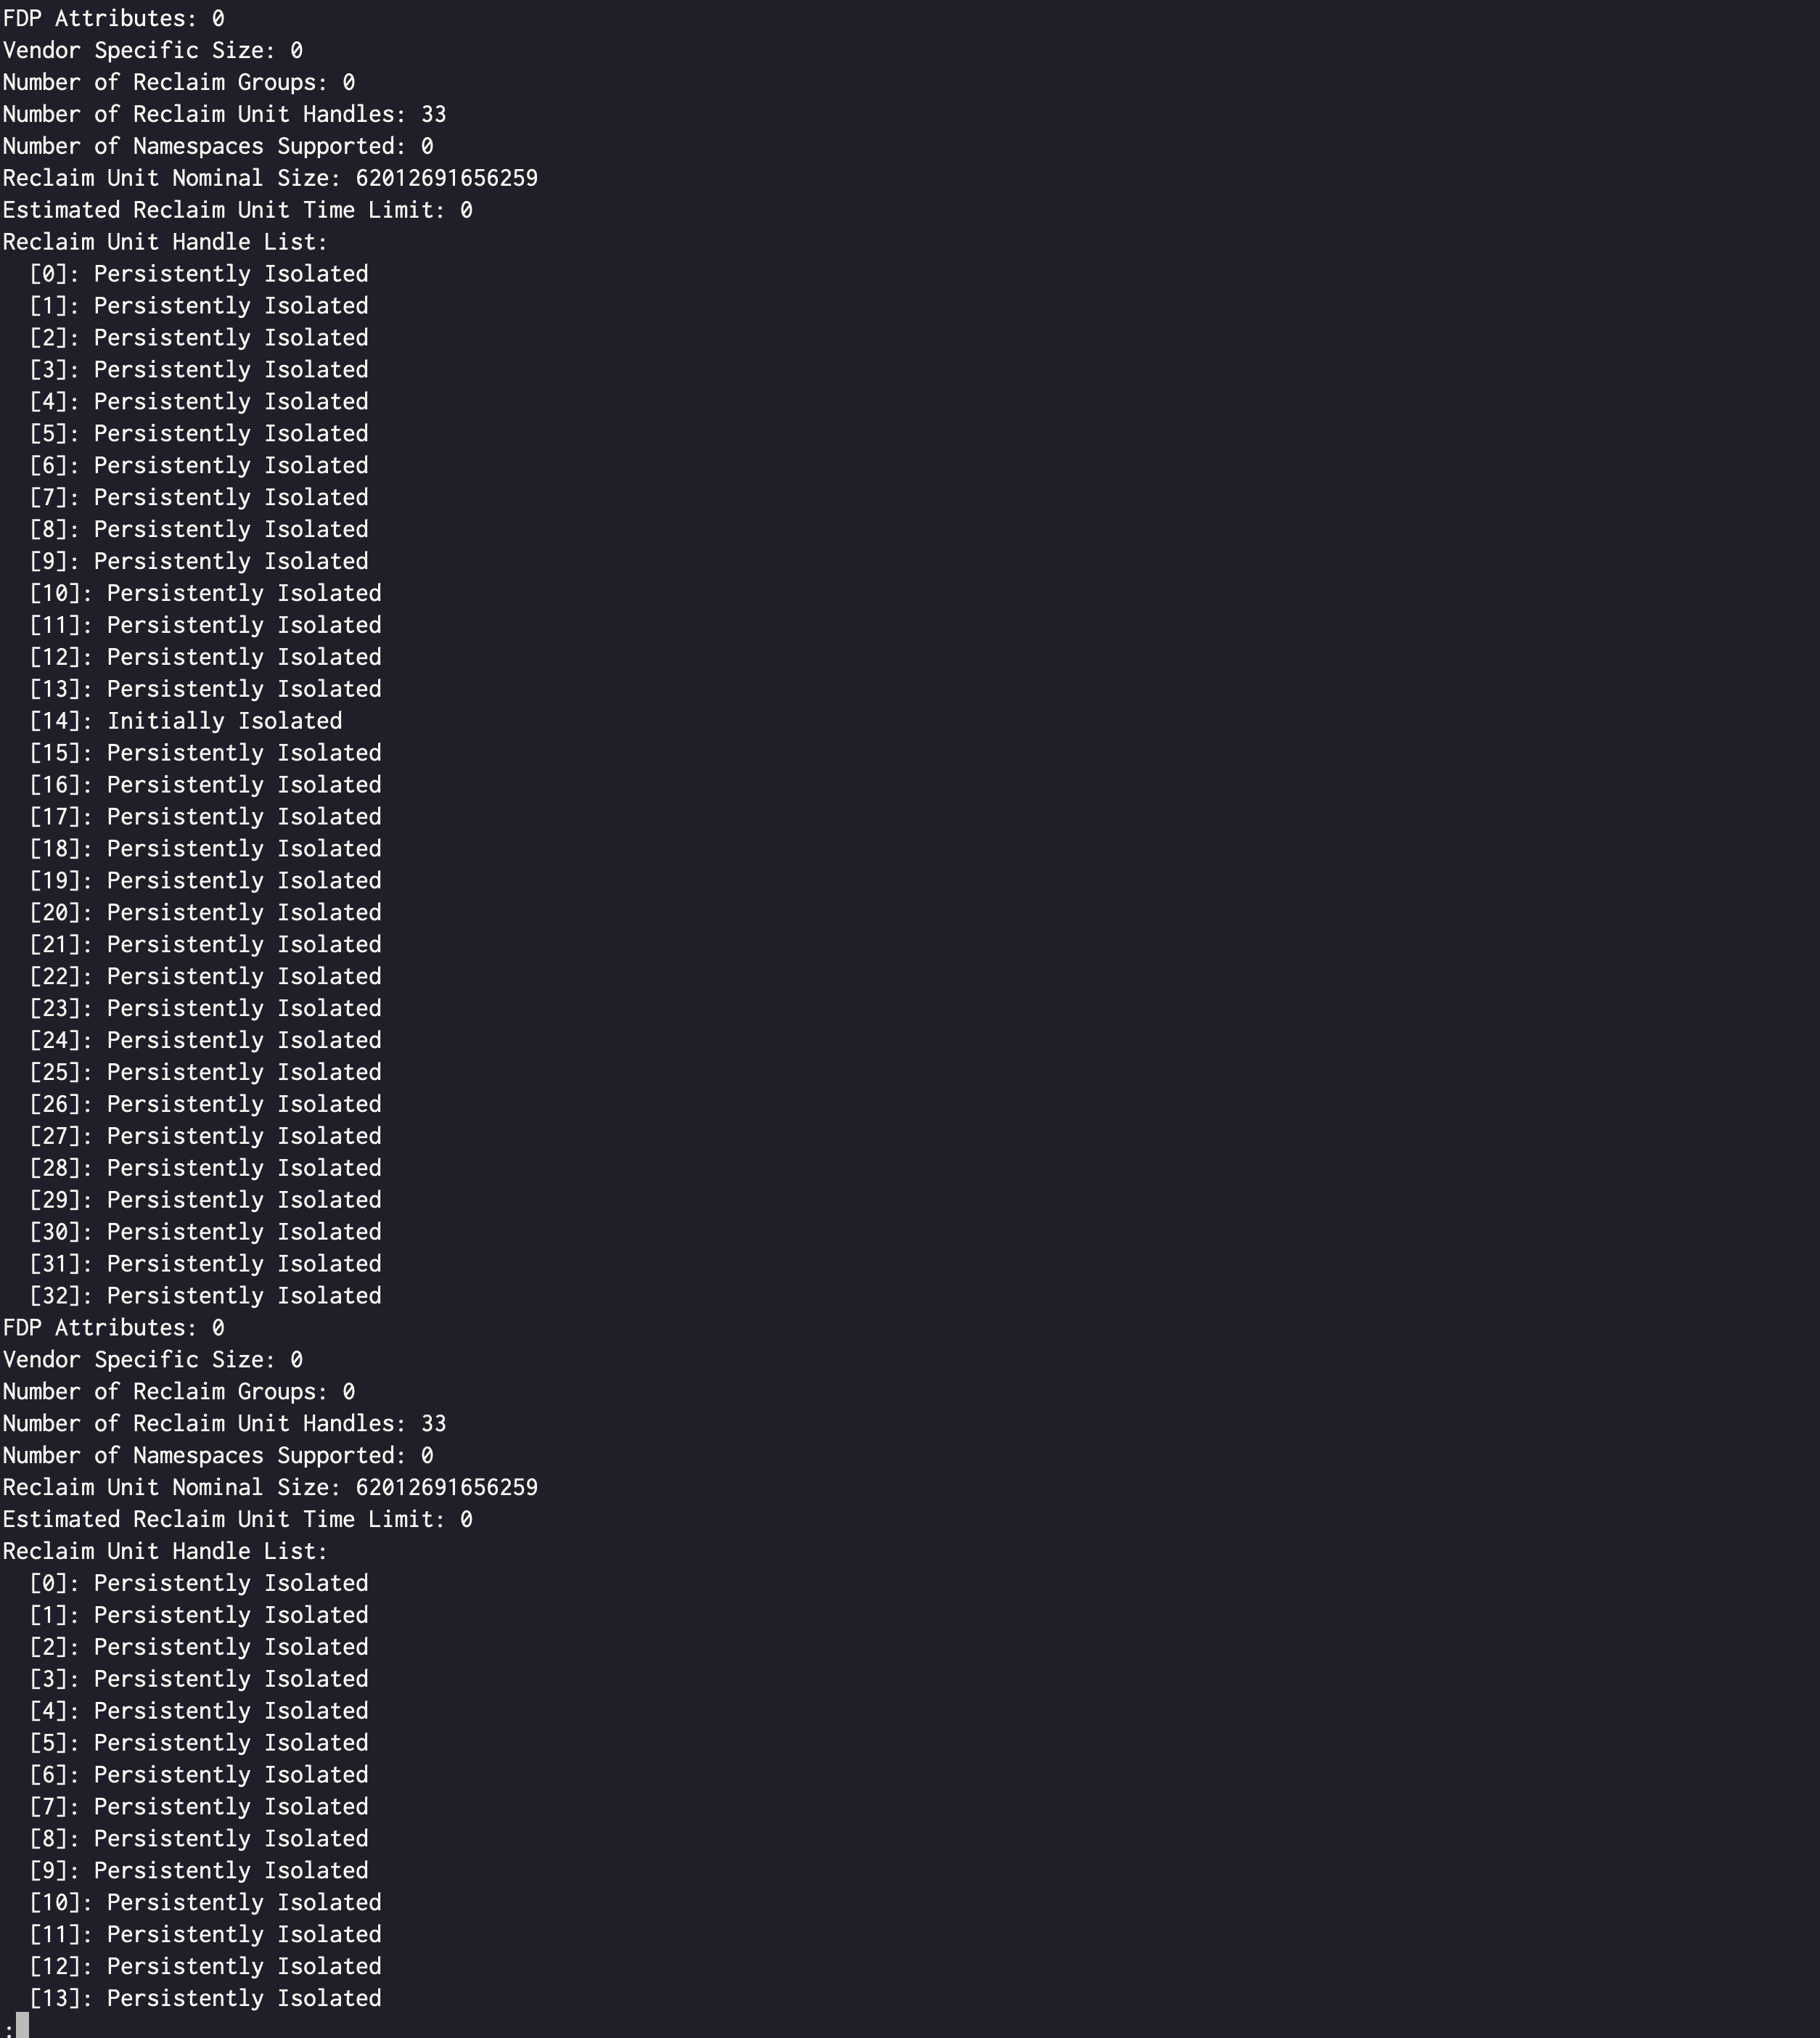 FDP Attributes: 0
Vendor Specific Size: 0
Number of Reclaim Groups: 0
Number of Reclaim Unit Handles: 33
Number of Namespaces Supported: 0
Reclaim Unit Nominal Size: 62012691656259
Estimated Reclaim Unit Time Limit: 0
Reclaim Unit Handle List:
  [0]: Persistently Isolated
  [1]: Persistently Isolated
  [2]: Persistently Isolated
  [3]: Persistently Isolated
  [4]: Persistently Isolated
  [5]: Persistently Isolated
  [6]: Persistently Isolated
  [7]: Persistently Isolated
  [8]: Persistently Isolated
  [9]: Persistently Isolated
  [10]: Persistently Isolated
  [11]: Persistently Isolated
  [12]: Persistently Isolated
  [13]: Persistently Isolated
  [14]: Initially Isolated
  [15]: Persistently Isolated
  [16]: Persistently Isolated
  [17]: Persistently Isolated
  [18]: Persistently Isolated
  [19]: Persistently Isolated
  [20]: Persistently Isolated
  [21]: Persistently Isolated
  [22]: Persistently Isolated
  [23]: Persistently Isolated
  [24]: Persistently Isolated
  [25]: Persistently Isolated
  [26]: Persistently Isolated
  [27]: Persistently Isolated
  [28]: Persistently Isolated
  [29]: Persistently Isolated
  [30]: Persistently Isolated
  [31]: Persistently Isolated
  [32]: Persistently Isolated
FDP Attributes: 0
Vendor Specific Size: 0
Number of Reclaim Groups: 0
Number of Reclaim Unit Handles: 33
Number of Namespaces Supported: 0
Reclaim Unit Nominal Size: 62012691656259
Estimated Reclaim Unit Time Limit: 0
Reclaim Unit Handle List:
  [0]: Persistently Isolated
  [1]: Persistently Isolated
  [2]: Persistently Isolated
  [3]: Persistently Isolated
  [4]: Persistently Isolated
  [5]: Persistently Isolated
  [6]: Persistently Isolated
  [7]: Persistently Isolated
  [8]: Persistently Isolated
  [9]: Persistently Isolated
  [10]: Persistently Isolated
  [11]: Persistently Isolated
  [12]: Persistently Isolated
  [13]: Persistently Isolated
: